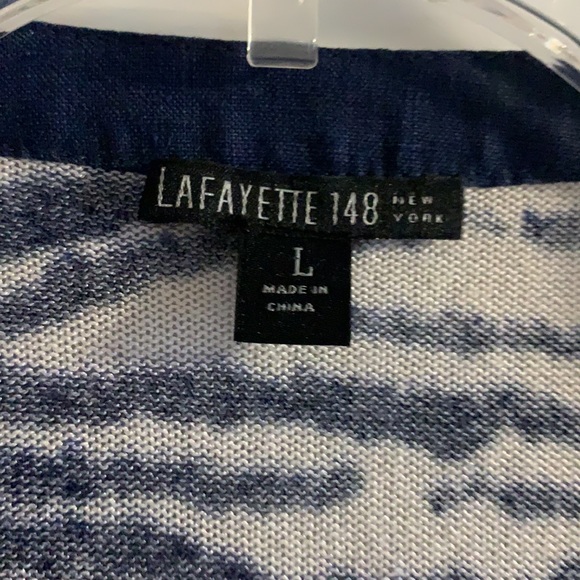 LAFAYETTE 148 NEW YORK
L
MADE IN
CHINA